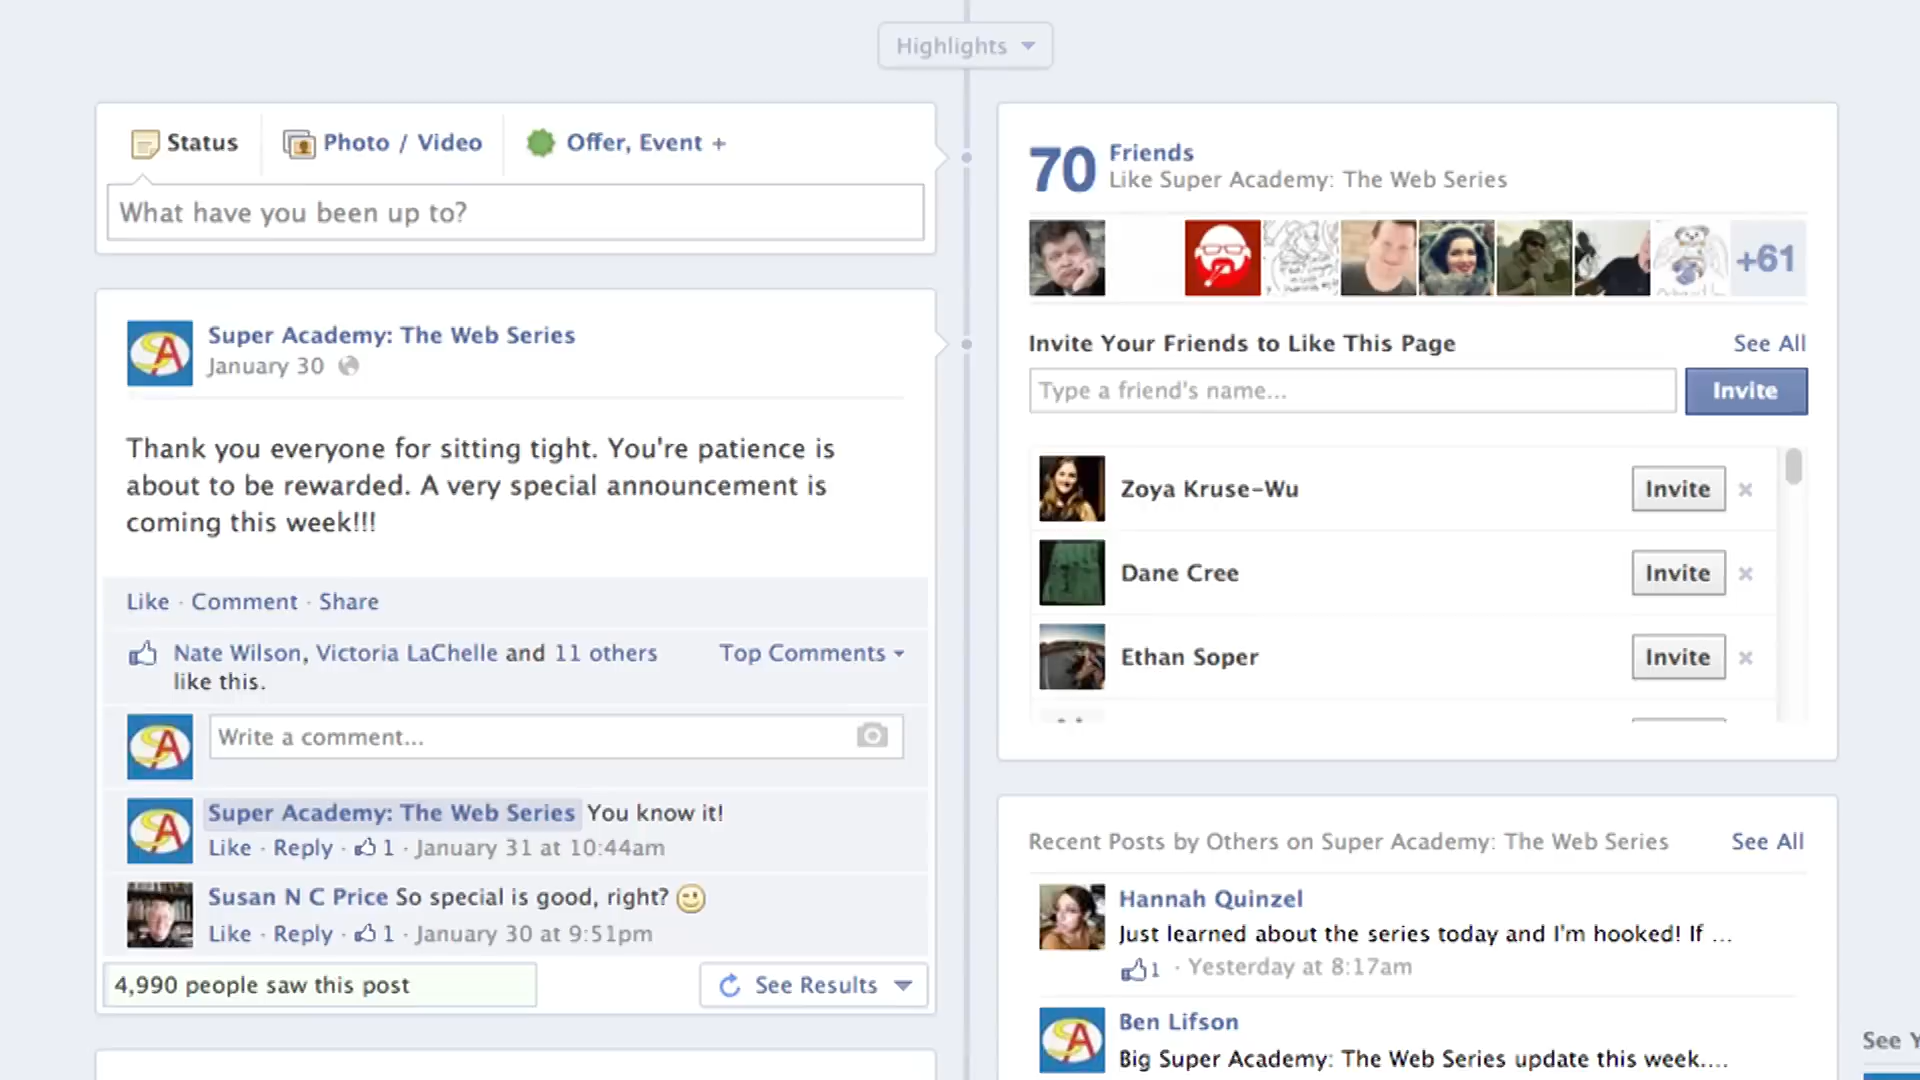 Highlights
Status
Photo / Video
Offer, Event +
What have you been up to?
Super Academy: The Web Series
January 30
Thank you everyone for sitting tight. You're patience is
about to be rewarded. A very special announcement is
coming this week!!!
Like · Comment · Share
Nate Wilson, Victoria LaChelle and 11 others
like this.
Top Comments
Write a comment...
Super Academy: The Web Series You know it!
Like · Reply · 1 · January 31 at 10:44am
Susan N C Price So special is good, right?
Like · Reply · 1 · January 30 at 9:51pm
4,990 people saw this post
See Results
70
Friends
Like Super Academy: The Web Series
+61
Invite Your Friends to Like This Page
See All
Type a friend's name...
Invite
Zoya Kruse-Wu
Invite
Dane Cree
Invite
Ethan Soper
Invite
Recent Posts by Others on Super Academy: The Web Series
See All
Hannah Quinzel
Just learned about the series today and I'm hooked! If ...
1 · Yesterday at 8:17am
Ben Lifson
Big Super Academy: The Web Series update this week....
See Y